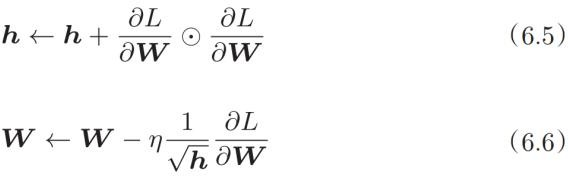 h ← h + ∂L/∂W ⊙ ∂L/∂W (6.5)
W ← W − η 1/√h ∂L/∂W (6.6)